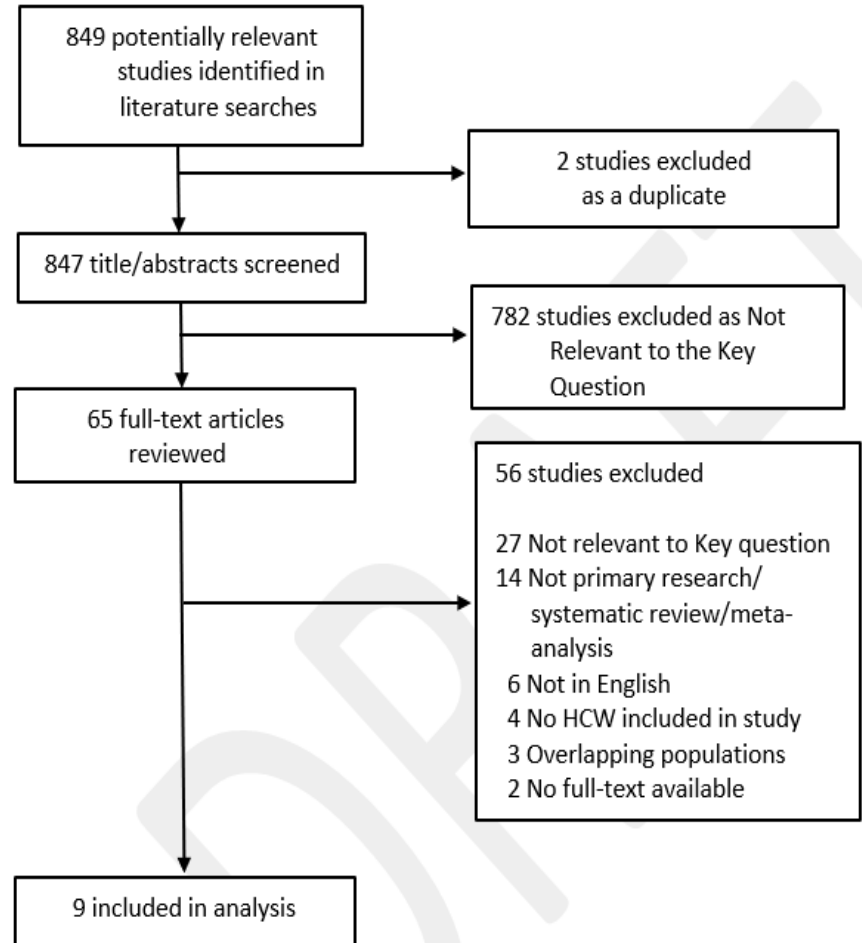 849 potentially relevant
studies identified in
literature searches
2 studies excluded
as a duplicate
847 title/abstracts screened
782 studies excluded as Not
Relevant to the Key
Question
65 full-text articles
reviewed
56 studies excluded
27 Not relevant to Key question
14 Not primary research/
systematic review/meta-
analysis
6 Not in English
4 No HCW included in study
3 Overlapping populations
2 No full-text available
9 included in analysis
DRAFT